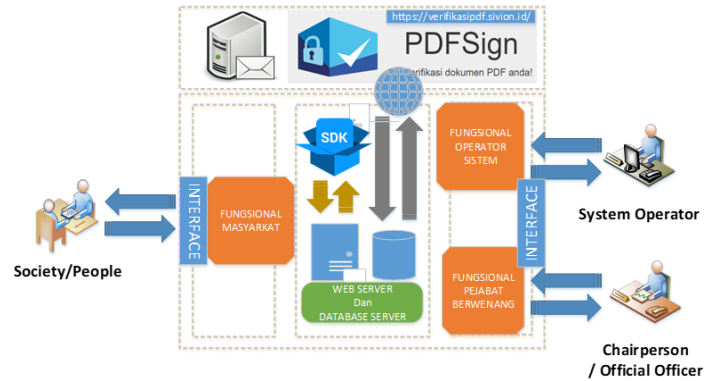 https://verifikasipdf.sivion.id/
PDFSign
erifikasi dokumen PDF anda!
SDK
FUNGSIONAL
OPERATOR
SISTEM
System Operator
INTERFACE
FUNGSIONAL
MASYARKAT
INTERFACE
Society/People
FUNGSIONAL
PEJABAT
BERWENANG
WEB SERVER
Dan
DATABASE SERVER
Chairperson
/ Official Officer